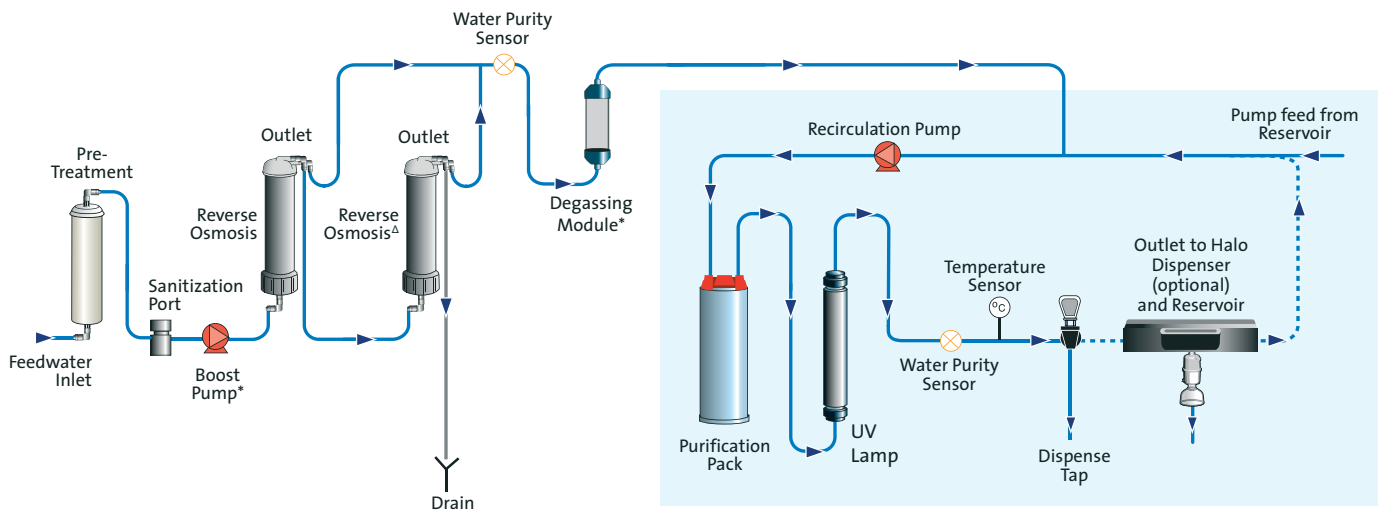 Water Purity
Sensor
Pump feed from
Reservoir
Recirculation Pump
Outlet
Outlet
Pre-
Treatment
Degassing
Module*
Reverse
Osmosis
Reverse
OsmosisΔ
Outlet to Halo
Dispenser
(optional)
and Reservoir
Temperature
Sensor
Sanitization
Port
°C
Feedwater
Inlet
Boost
Pump*
Water Purity
Sensor
Purification
Pack
UV
Lamp
Dispense
Tap
Drain